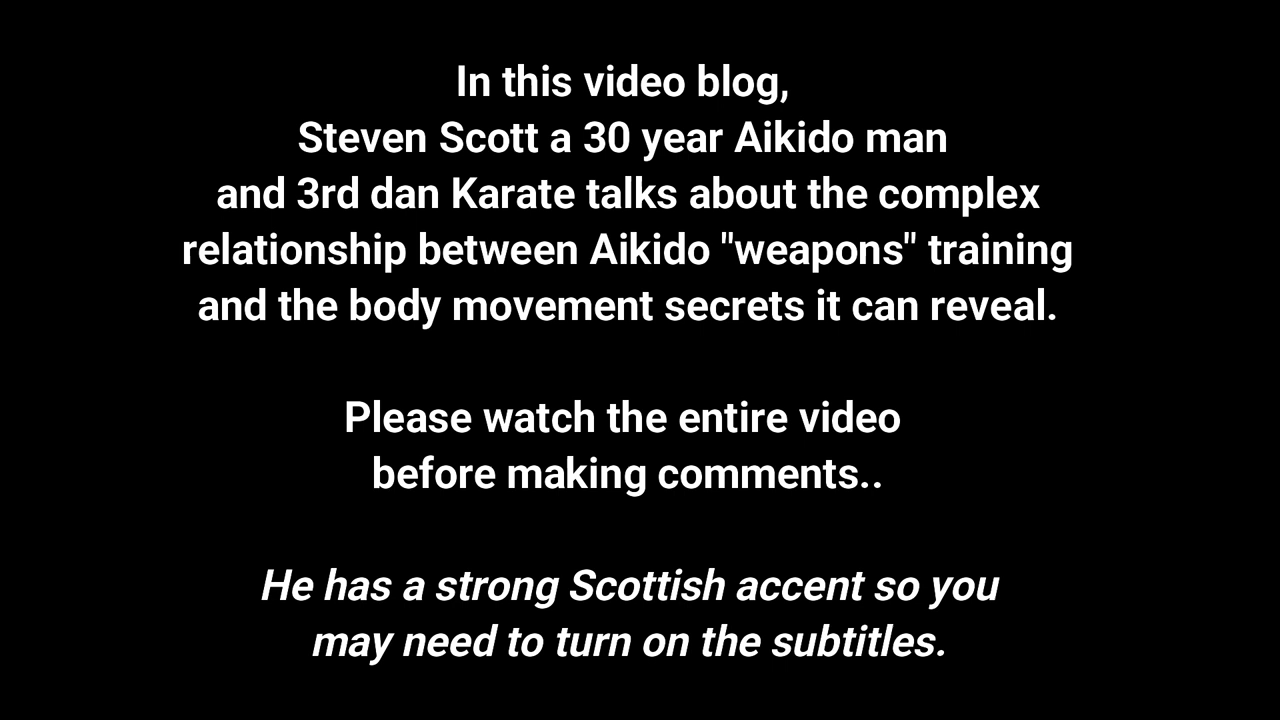 In this video blog,
Steven Scott a 30 year Aikido man
and 3rd dan Karate talks about the complex
relationship between Aikido "weapons" training
and the body movement secrets it can reveal.
Please watch the entire video
before making comments..
He has a strong Scottish accent so you
may need to turn on the subtitles.